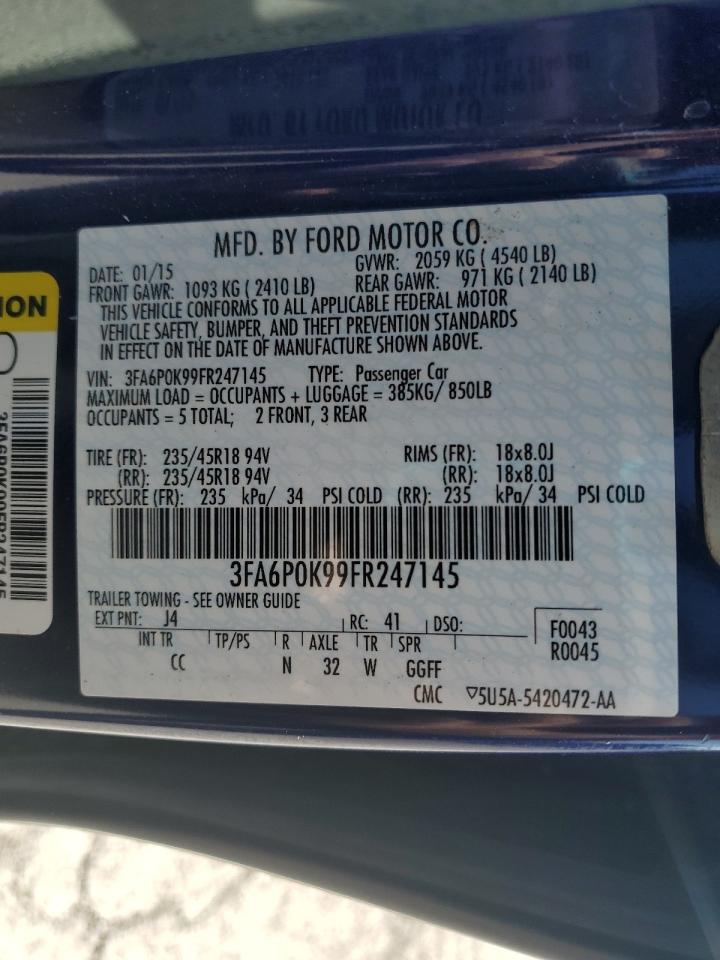 MFD. BY FORD MOTOR CO.
DATE: 01/15 GVWR: 2059 KG ( 4540 LB)
FRONT GAWR: 1093 KG ( 2410 LB) REAR GAWR: 971 KG ( 2140 LB)
THIS VEHICLE CONFORMS TO ALL APPLICABLE FEDERAL MOTOR
VEHICLE SAFETY, BUMPER, AND THEFT PREVENTION STANDARDS
IN EFFECT ON THE DATE OF MANUFACTURE SHOWN ABOVE.
VIN: 3FA6P0K99FR247145 TYPE: Passenger Car
MAXIMUM LOAD = OCCUPANTS + LUGGAGE = 385KG/ 850LB
OCCUPANTS = 5 TOTAL; 2 FRONT, 3 REAR
TIRE (FR): 235/45R18 94V RIMS (FR): 18x8.0J
(RR): 235/45R18 94V (RR): 18x8.0J
PRESSURE (FR): 235 kPa/ 34 PSI COLD (RR): 235 kPa/ 34 PSI COLD
3FA6P0K99FR247145
TRAILER TOWING - SEE OWNER GUIDE
EXT PNT: J4 RC: 41 DSO: F0043
INT TR TP/PS R AXLE TR SPR R0045
CC N 32 W GGFF
CMC ▽5U5A-5420472-AA
ION
3FA6P0K99FR247145
MFD. BY FORD MOTOR CO